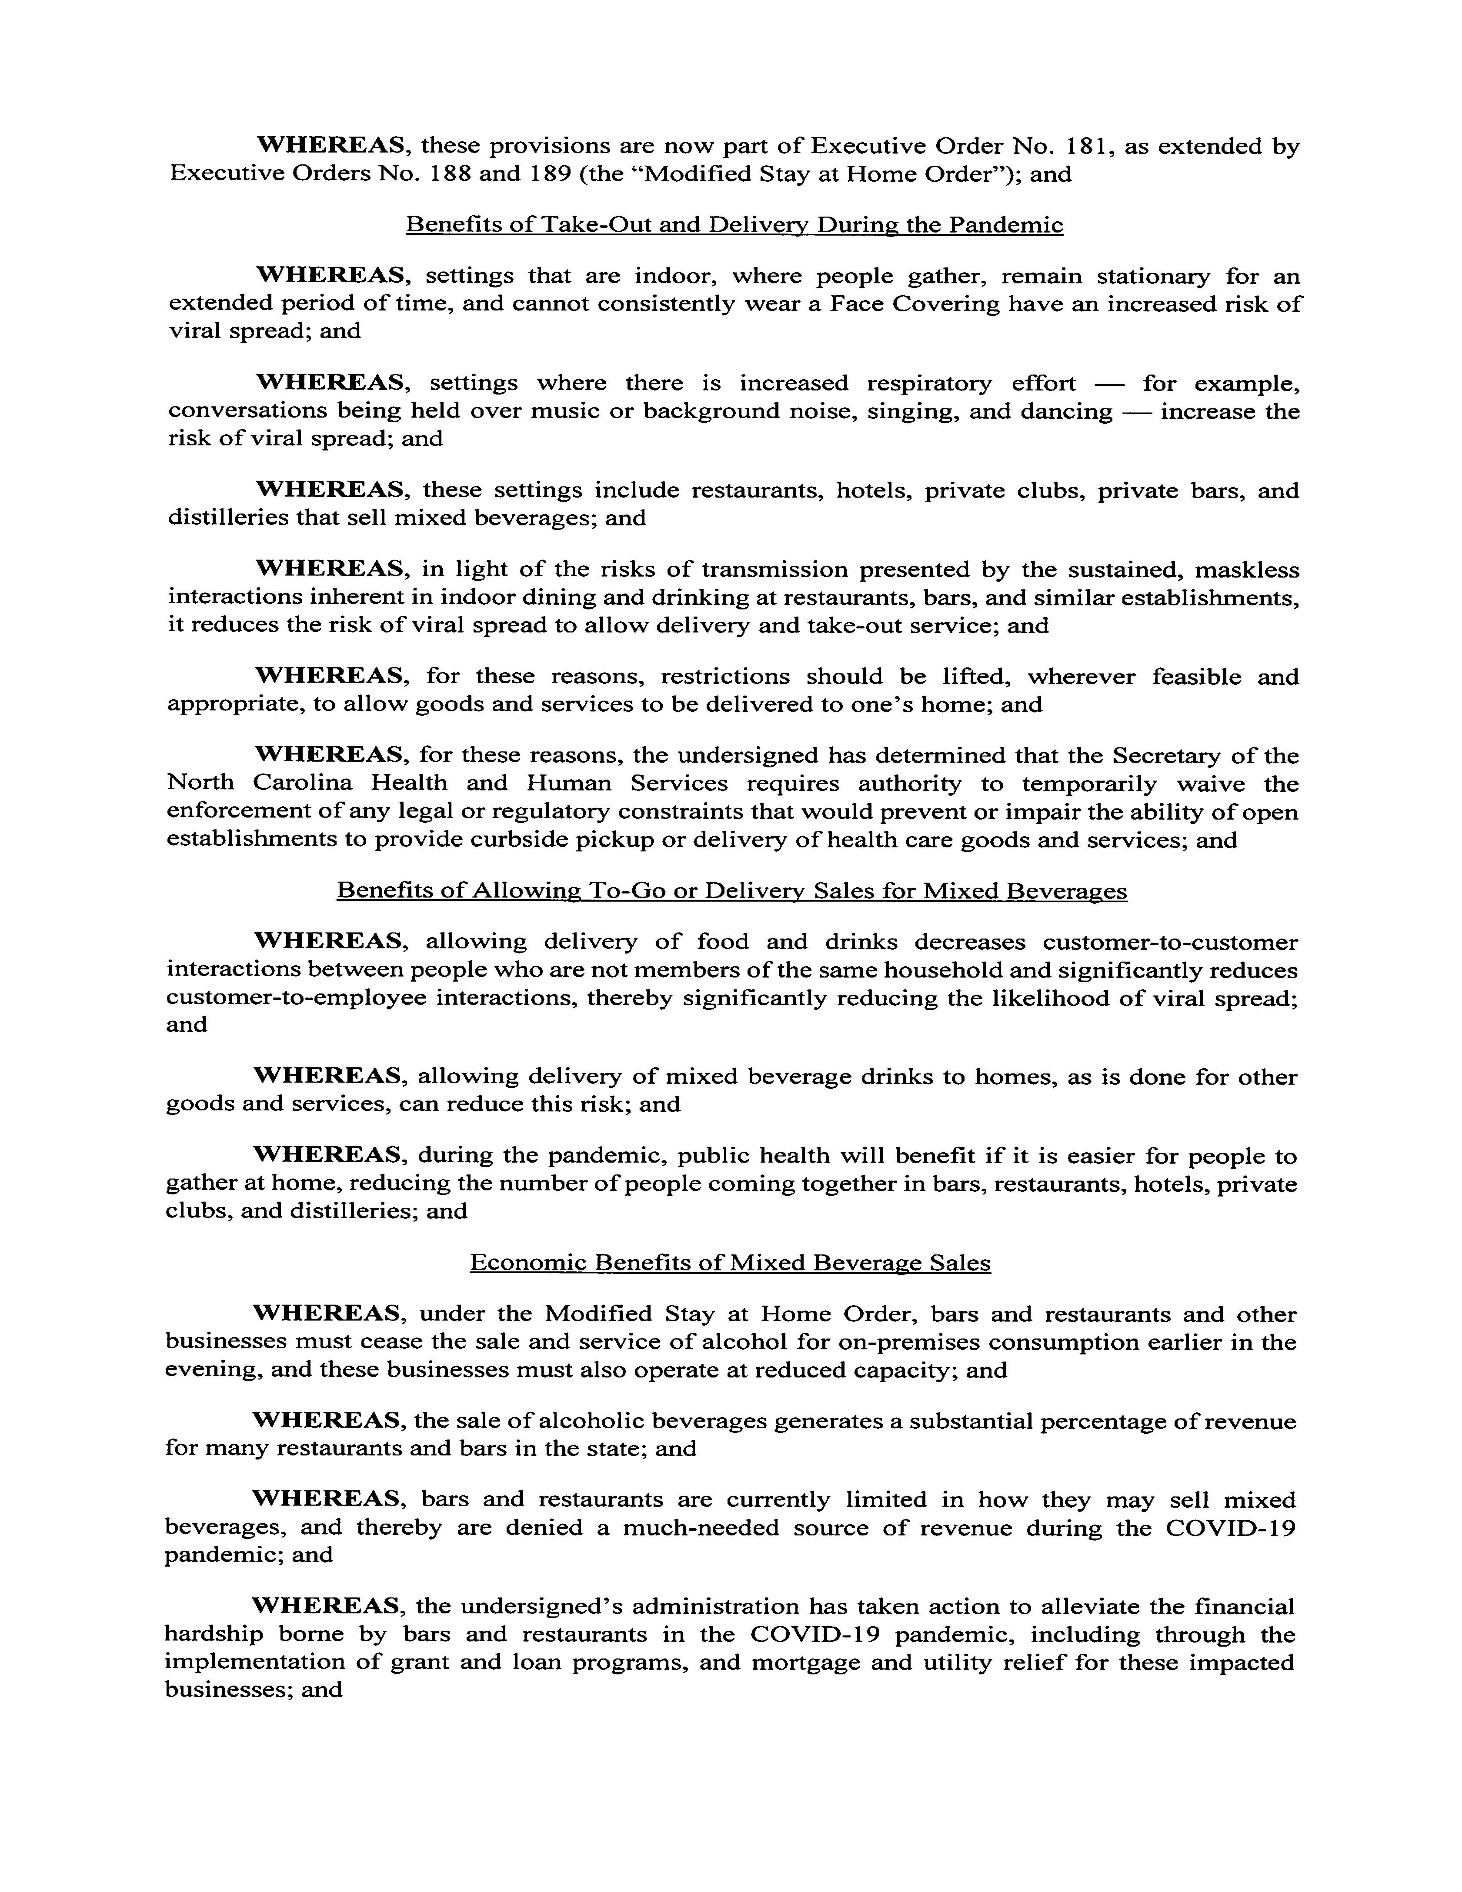 WHEREAS, these provisions are now part of Executive Order No. 181, as extended by
Executive Orders No. 188 and 189 (the “Modified Stay at Home Order”); and
Benefits of Take-Out and Delivery During the Pandemic
WHEREAS, settings that are indoor, where people gather, remain stationary for an
extended period of time, and cannot consistently wear a Face Covering have an increased risk of
viral spread; and
WHEREAS, settings where there is increased respiratory effort — for example,
conversations being held over music or background noise, singing, and dancing — increase the
risk of viral spread; and
WHEREAS, these settings include restaurants, hotels, private clubs, private bars, and
distilleries that sell mixed beverages; and
WHEREAS, in light of the risks of transmission presented by the sustained, maskless
interactions inherent in indoor dining and drinking at restaurants, bars, and similar establishments,
it reduces the risk of viral spread to allow delivery and take-out service; and
WHEREAS, for these reasons, restrictions should be lifted, wherever feasible and
appropriate, to allow goods and services to be delivered to one’s home; and
WHEREAS, for these reasons, the undersigned has determined that the Secretary of the
North Carolina Health and Human Services requires authority to temporarily waive the
enforcement of any legal or regulatory constraints that would prevent or impair the ability of open
establishments to provide curbside pickup or delivery of health care goods and services; and
Benefits of Allowing To-Go or Delivery Sales for Mixed Beverages
WHEREAS, allowing delivery of food and drinks decreases customer-to-customer
interactions between people who are not members of the same household and significantly reduces
customer-to-employee interactions, thereby significantly reducing the likelihood of viral spread;
and
WHEREAS, allowing delivery of mixed beverage drinks to homes, as is done for other
goods and services, can reduce this risk; and
WHEREAS, during the pandemic, public health will benefit if it is easier for people to
gather at home, reducing the number of people coming together in bars, restaurants, hotels, private
clubs, and distilleries; and
Economic Benefits of Mixed Beverage Sales
WHEREAS, under the Modified Stay at Home Order, bars and restaurants and other
businesses must cease the sale and service of alcohol for on-premises consumption earlier in the
evening, and these businesses must also operate at reduced capacity; and
WHEREAS, the sale of alcoholic beverages generates a substantial percentage of revenue
for many restaurants and bars in the state; and
WHEREAS, bars and restaurants are currently limited in how they may sell mixed
beverages, and thereby are denied a much-needed source of revenue during the COVID-19
pandemic; and
WHEREAS, the undersigned’s administration has taken action to alleviate the financial
hardship borne by bars and restaurants in the COVID-19 pandemic, including through the
implementation of grant and loan programs, and mortgage and utility relief for these impacted
businesses; and